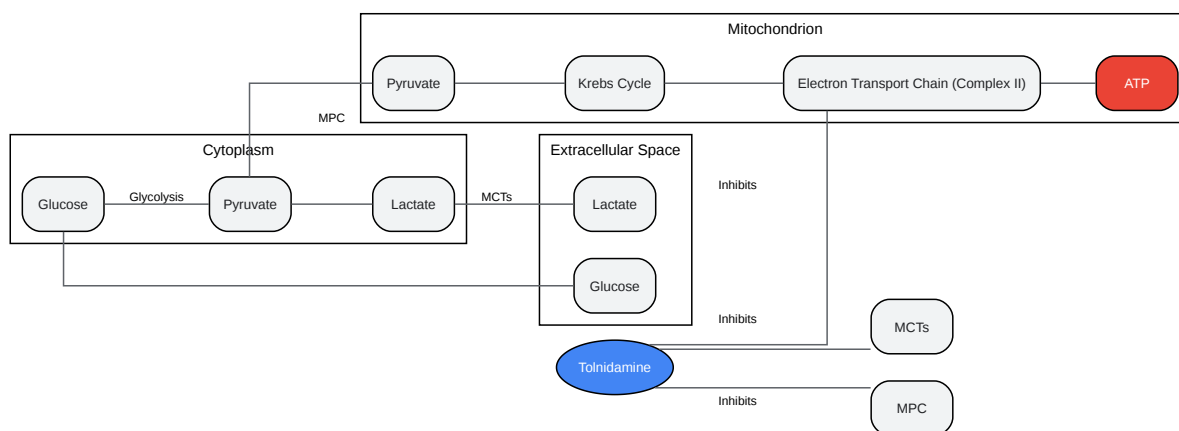 Mitochondrion
Pyruvate
Krebs Cycle
Electron Transport Chain (Complex II)
ATP
MPC
Cytoplasm
Extracellular Space
Glucose
Glycolysis
Pyruvate
Lactate
MCTs
Lactate
Inhibits
Glucose
Inhibits
MCTs
Tolnidamine
Inhibits
MPC